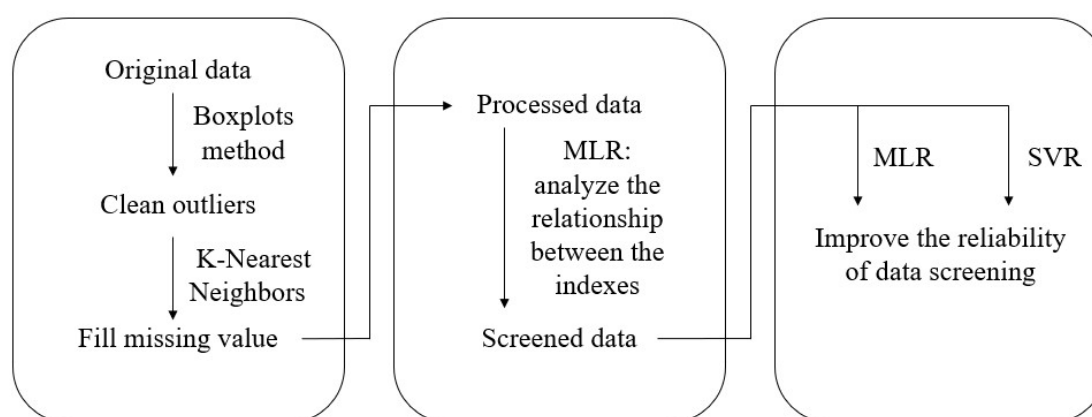 Original data
Boxplots
method
Clean outliers
K-Nearest
Neighbors
Fill missing value
Processed data
MLR:
analyze the
relationship
between the
indexes
Screened data
MLR
SVR
Improve the reliability
of data screening